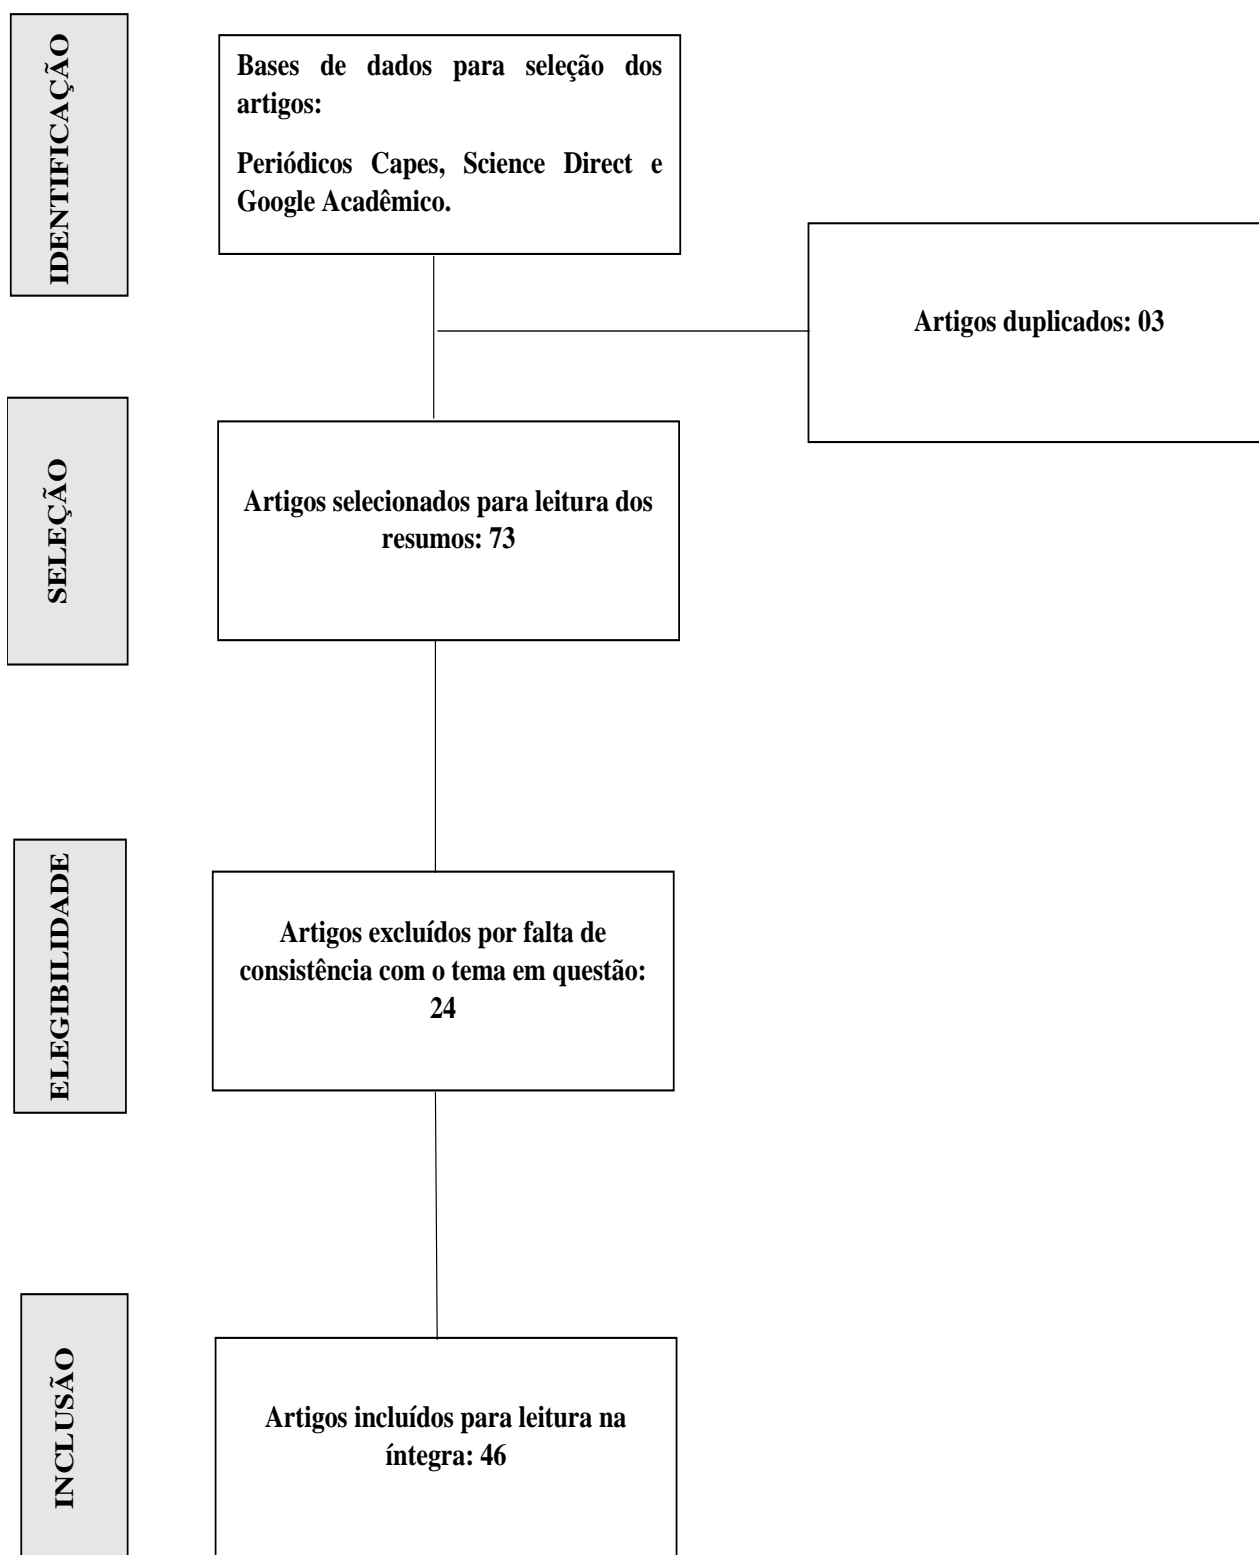 IDENTIFICAÇÃO
Bases de dados para seleção dos
artigos:
Periódicos Capes, Science Direct e
Google Acadêmico.
Artigos duplicados: 03
SELEÇÃO
Artigos selecionados para leitura dos
resumos: 73
ELEGIBILIDADE
Artigos excluídos por falta de
consistência com o tema em questão:
24
INCLUSÃO
Artigos incluídos para leitura na
íntegra: 46